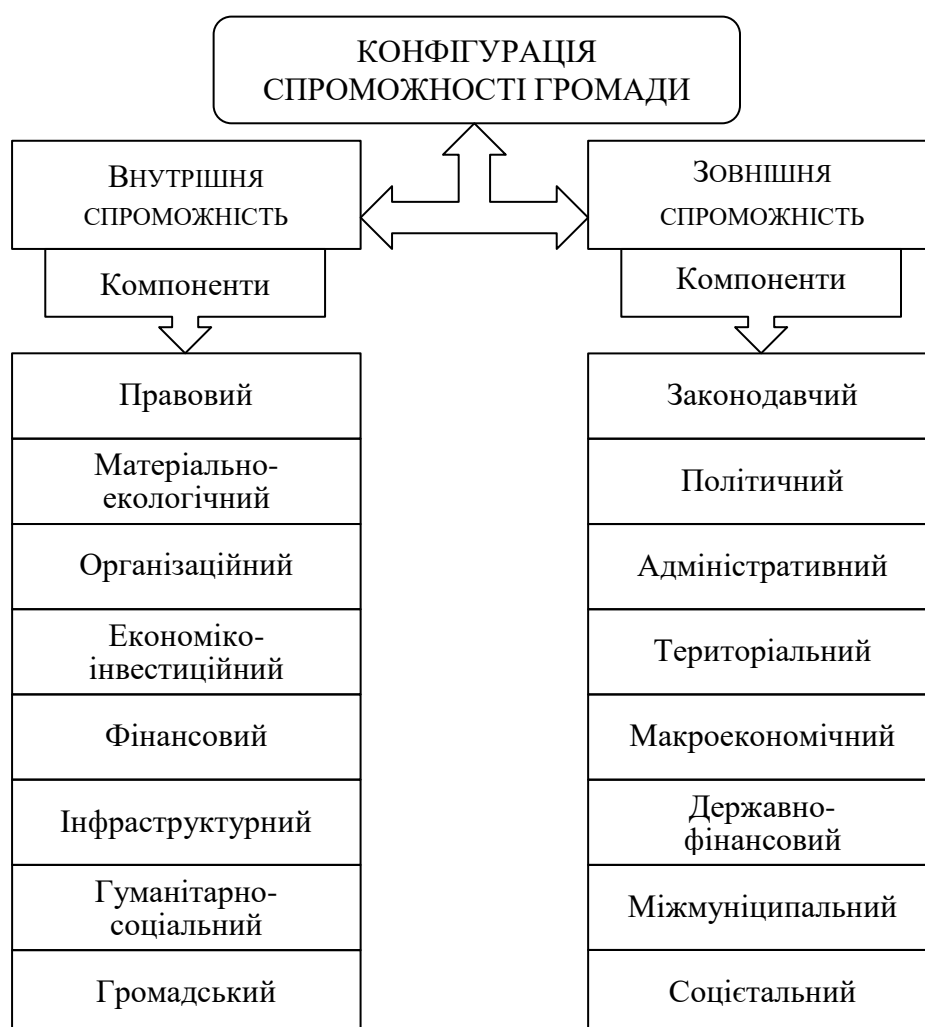 КОНФІГУРАЦІЯ
СПРОМОЖНОСТІ ГРОМАДИ
ВНУТРІШНЯ
СПРОМОЖНІСТЬ
Компоненти
Правовий
Матеріально-
екологічний
Організаційний
Економіко-
інвестиційний
Фінансовий
Інфраструктурний
Гуманітарно-
соціальний
Громадський
ЗОВНІШНЯ
СПРОМОЖНІСТЬ
Компоненти
Законодавчий
Політичний
Адміністративний
Територіальний
Макроекономічний
Державно-
фінансовий
Міжмуніципальний
Соцієтальний